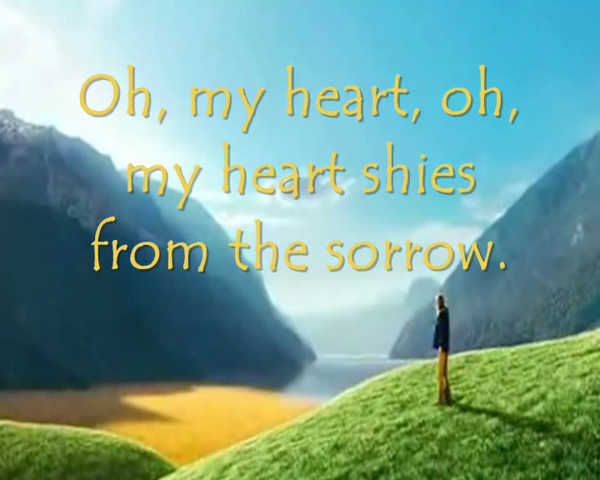 Oh, my heart, oh,
my heart shies
from the sorrow.